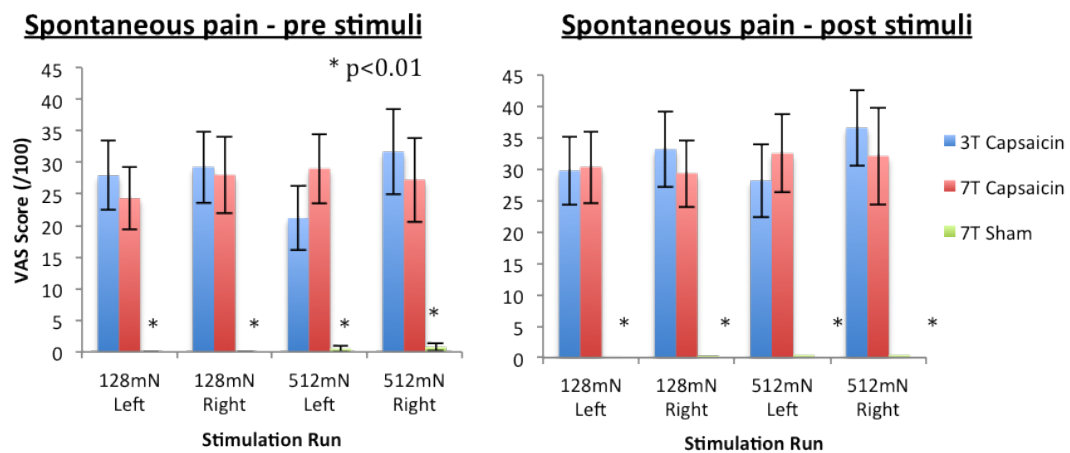 Spontaneous pain - pre stimuli
* p<0.01
VAS Score (/100)
45
40
35
30
25
20
15
10
5
0
* * * *
128mN 128mN 512mN 512mN
Left Right Left Right
Stimulation Run
Spontaneous pain - post stimuli
45
40
35
30
25
20
15
10
5
0
* * * *
128mN 128mN 512mN 512mN
Left Right Left Right
Stimulation Run
3T Capsaicin
7T Capsaicin
7T Sham